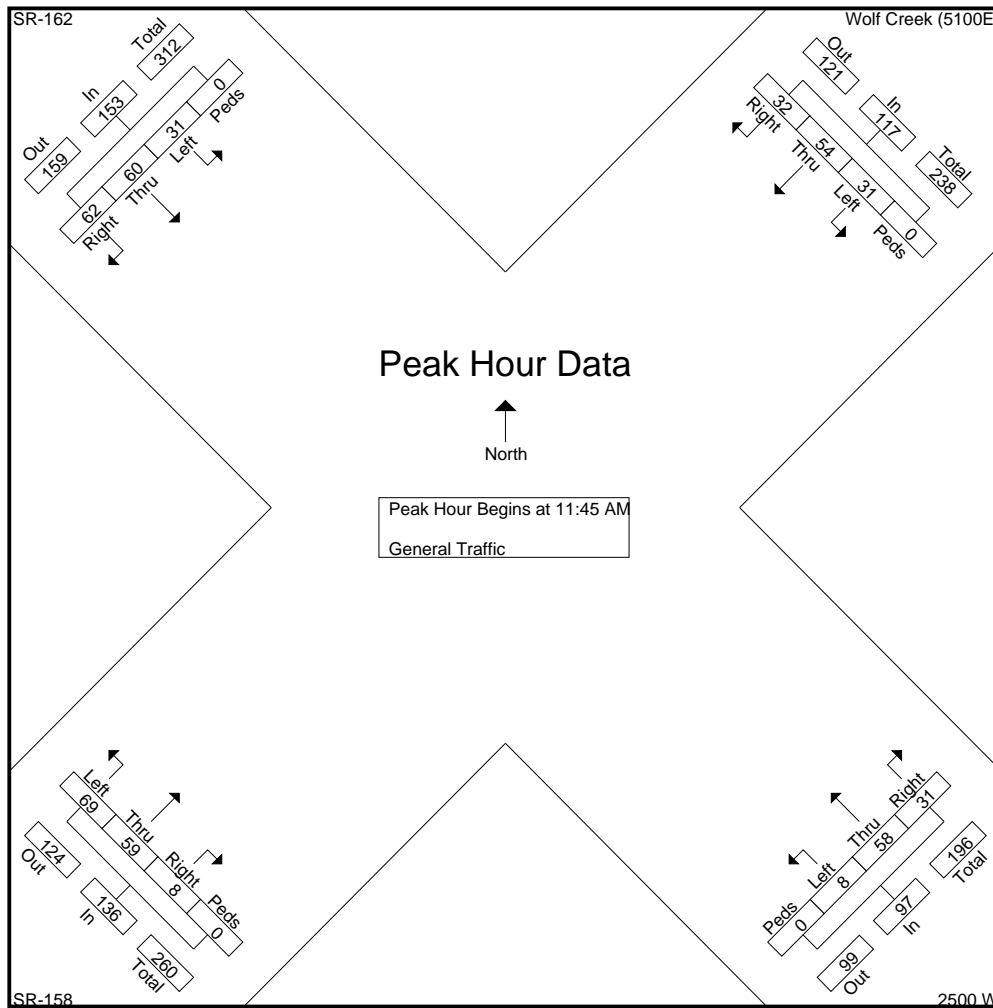 SR-162
Wolf Creek (5100E
Out
In
Total
159
153
312
Right
Thru
Left
Peds
62
60
31
0
Out
In
Total
121
117
238
Right
Thru
Left
Peds
32
54
31
0
Peak Hour Data
North
Peak Hour Begins at 11:45 AM
General Traffic
Left
Thru
Right
Peds
69
59
8
0
Out
In
Total
124
136
260
Peds
Left
Thru
Right
0
8
58
31
Out
In
Total
99
97
196
SR-158
2500 W